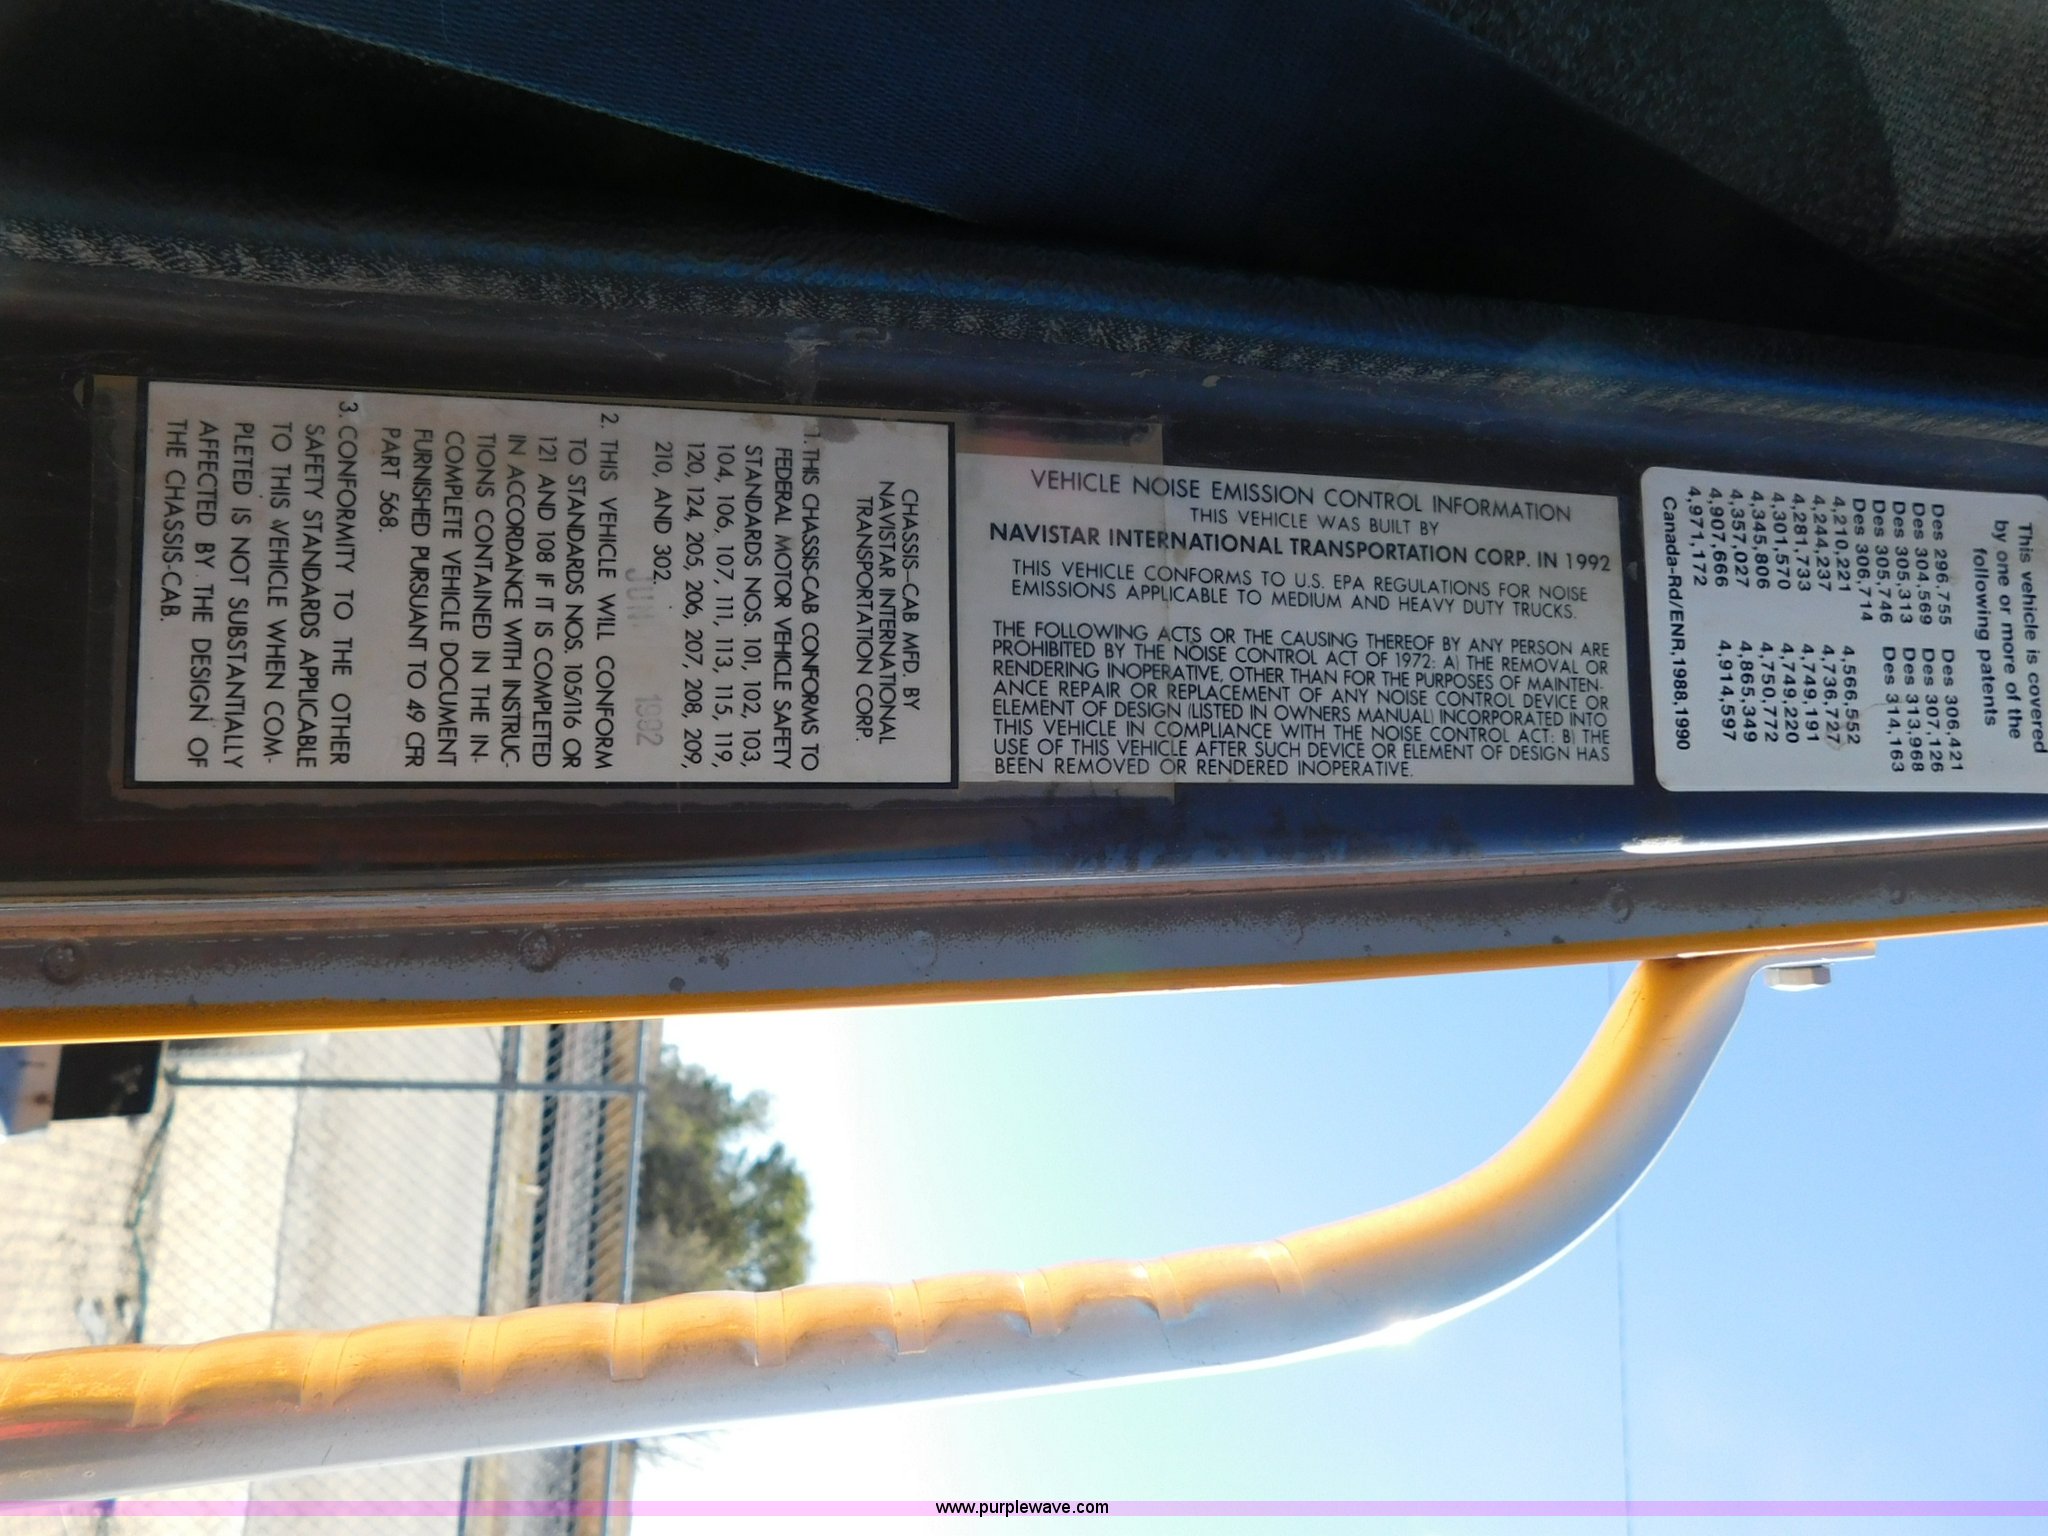 CHASSIS-CAB MFD. BY
NAVISTAR INTERNATIONAL
TRANSPORTATION CORP.
1. THIS CHASSIS-CAB CONFORMS TO
FEDERAL MOTOR VEHICLE SAFETY
STANDARDS NOS. 101, 102, 103,
104, 106, 107, 111, 113, 115, 119,
120, 124, 205, 206, 207, 208, 209,
210, AND 302.
JUN 1992
2. THIS VEHICLE WILL CONFORM
TO STANDARDS NOS. 105/116 OR
121 AND 108 IF IT IS COMPLETED
IN ACCORDANCE WITH INSTRUC-
TIONS CONTAINED IN THE IN-
COMPLETE VEHICLE DOCUMENT
FURNISHED PURSUANT TO 49 CFR
PART 568.
3. CONFORMITY TO THE OTHER
SAFETY STANDARDS APPLICABLE
TO THIS VEHICLE WHEN COM-
PLETED IS NOT SUBSTANTIALLY
AFFECTED BY THE DESIGN OF
THE CHASSIS-CAB.
VEHICLE NOISE EMISSION CONTROL INFORMATION
THIS VEHICLE WAS BUILT BY
NAVISTAR INTERNATIONAL TRANSPORTATION CORP. IN 1992
THIS VEHICLE CONFORMS TO U.S. EPA REGULATIONS FOR NOISE
EMISSIONS APPLICABLE TO MEDIUM AND HEAVY DUTY TRUCKS.
THE FOLLOWING ACTS OR THE CAUSING THEREOF BY ANY PERSON ARE
PROHIBITED BY THE NOISE CONTROL ACT OF 1972: A) THE REMOVAL OR
RENDERING INOPERATIVE, OTHER THAN FOR THE PURPOSES OF MAINTEN-
ANCE REPAIR OR REPLACEMENT OF ANY NOISE CONTROL DEVICE OR
ELEMENT OF DESIGN (LISTED IN OWNERS MANUAL) INCORPORATED INTO
THIS VEHICLE IN COMPLIANCE WITH THE NOISE CONTROL ACT: B) THE
USE OF THIS VEHICLE AFTER SUCH DEVICE OR ELEMENT OF DESIGN HAS
BEEN REMOVED OR RENDERED INOPERATIVE.
This vehicle is covered
by one or more of the
following patents
Des 296,755 Des 306,421
Des 304,569 Des 307,126
Des 305,313 Des 313,968
Des 305,746 Des 314,163
Des 306,714
4,210,221 4,566,552
4,244,237 4,736,727
4,281,733 4,749,191
4,301,570 4,749,220
4,345,806 4,750,772
4,357,027 4,865,349
4,907,666 4,914,597
4,971,172
Canada-Rd/ENR,1988,1990
www.purplewave.com